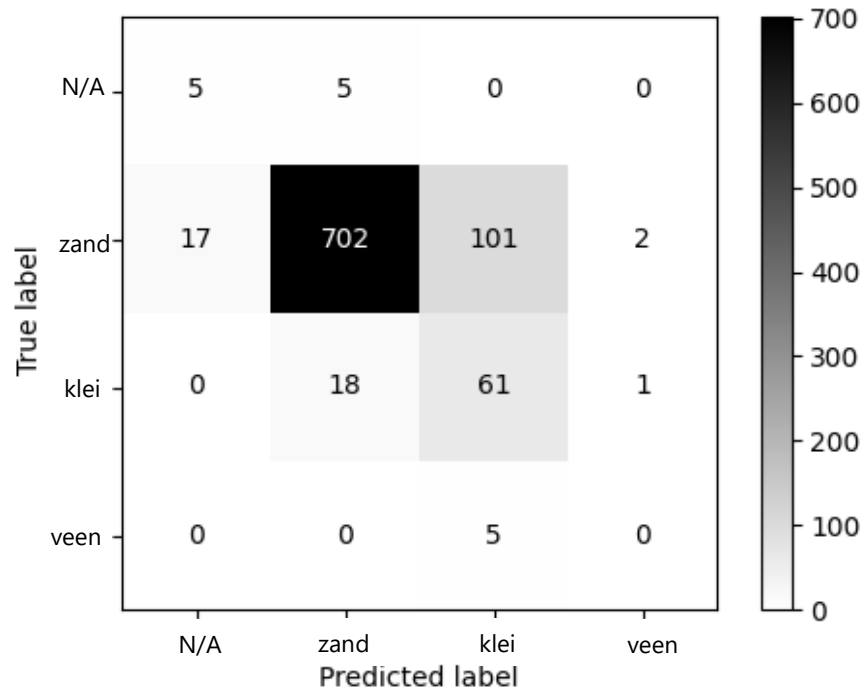 700
N/A 5 5 0 0
600
500
zand 17 702 101 2
400
True label
300
klei 0 18 61 1
200
100
veen 0 0 5 0
0
N/A zand klei veen
Predicted label